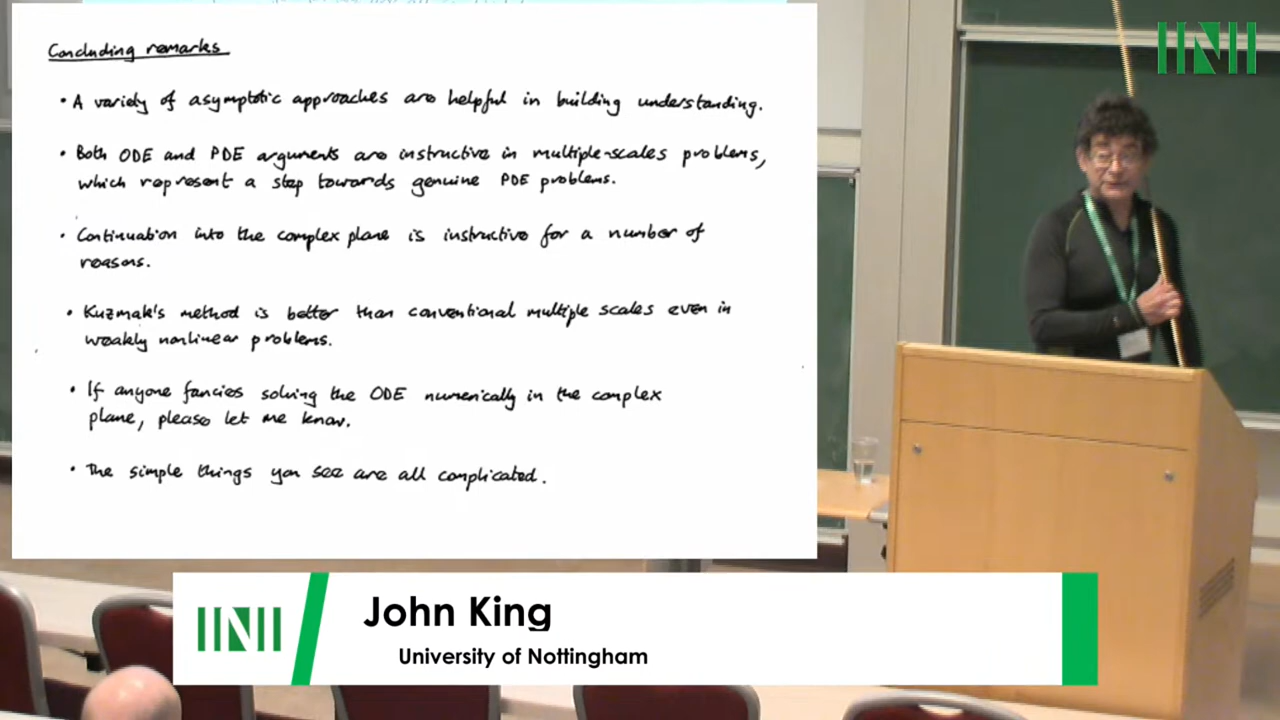 Concluding remarks
• A variety of asymptotic approaches are helpful in building understanding.
• Both ODE and PDE arguments are instructive in multiple-scales problems,
which represent a step towards genuine PDE problems.
• Continuation into the complex plane is instructive for a number of
reasons.
• Kuzmak's method is better than conventional multiple scales even in
weakly nonlinear problems.
• If anyone fancies solving the ODE numerically in the complex
plane, please let me know.
• The simple things you see are all complicated.
John King
University of Nottingham